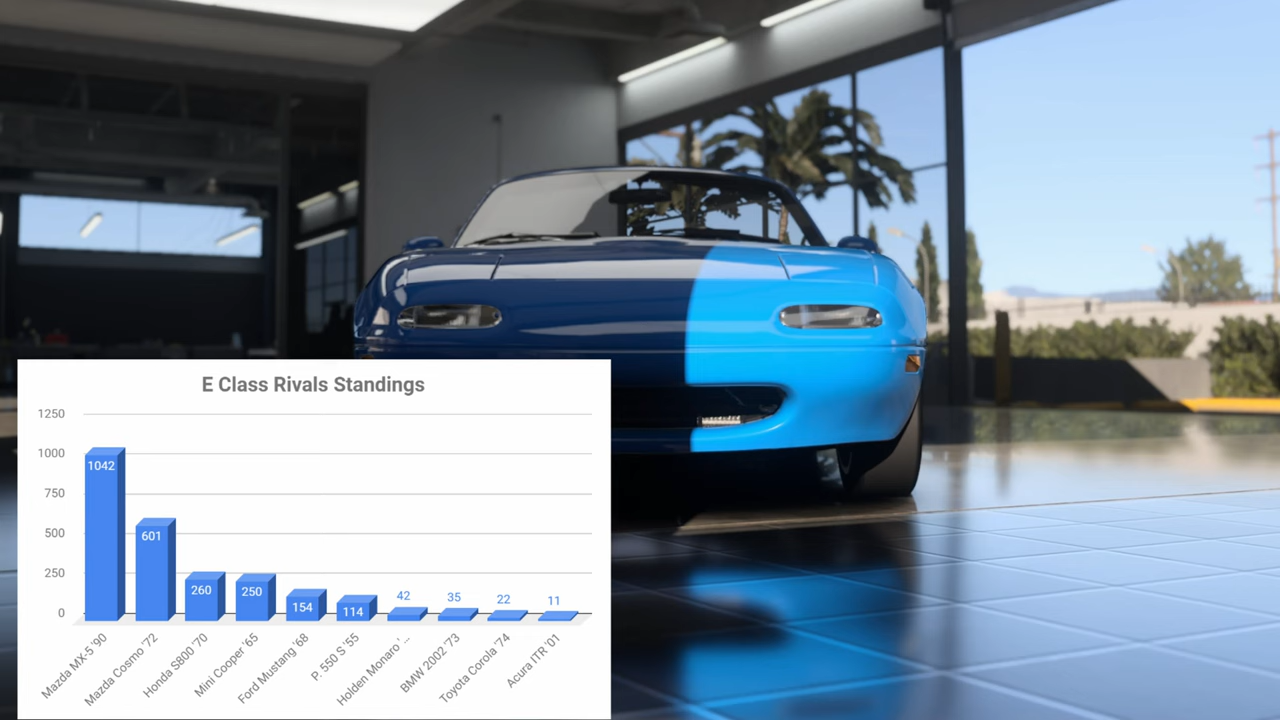 E Class Rivals Standings
1250
1000
750
500
250
0
1042
601
260
250
154
114
42
35
22
11
Mazda MX-5 '90
Mazda Cosmo '72
Honda S800 '70
Mini Cooper '65
Ford Mustang '68
P. 550 S '55
Holden Monaro '...
BMW 2002 '73
Toyota Corola '74
Acura ITR '01